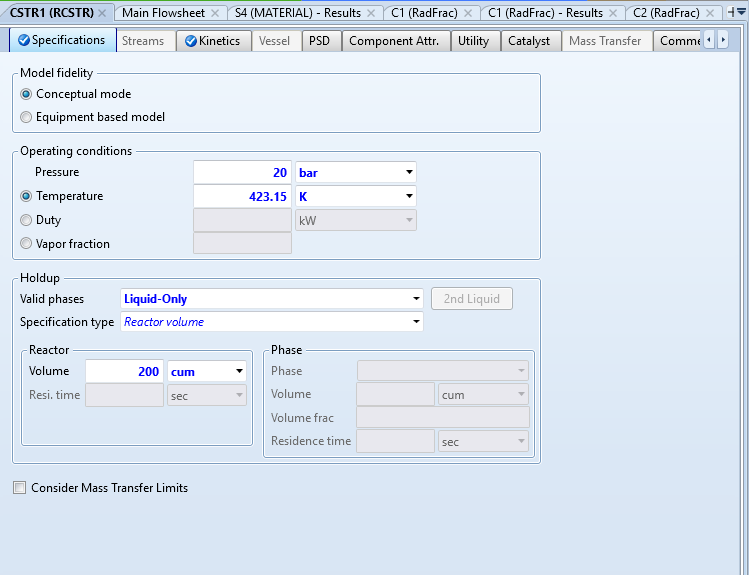 CSTR1 (RCSTR) Main Flowsheet S4 (MATERIAL) - Results C1 (RadFrac) C1 (RadFrac) - Results C2 (RadFrac)
Specifications Streams Kinetics Vessel PSD Component Attr. Utility Catalyst Mass Transfer Comme
Model fidelity
Conceptual mode
Equipment based model
Operating conditions
Pressure 20 bar
Temperature 423.15 K
Duty kW
Vapor fraction
Holdup
Valid phases Liquid-Only 2nd Liquid
Specification type Reactor volume
Reactor
Volume 200 cum
Resi. time sec
Phase
Phase
Volume cum
Volume frac
Residence time sec
Consider Mass Transfer Limits